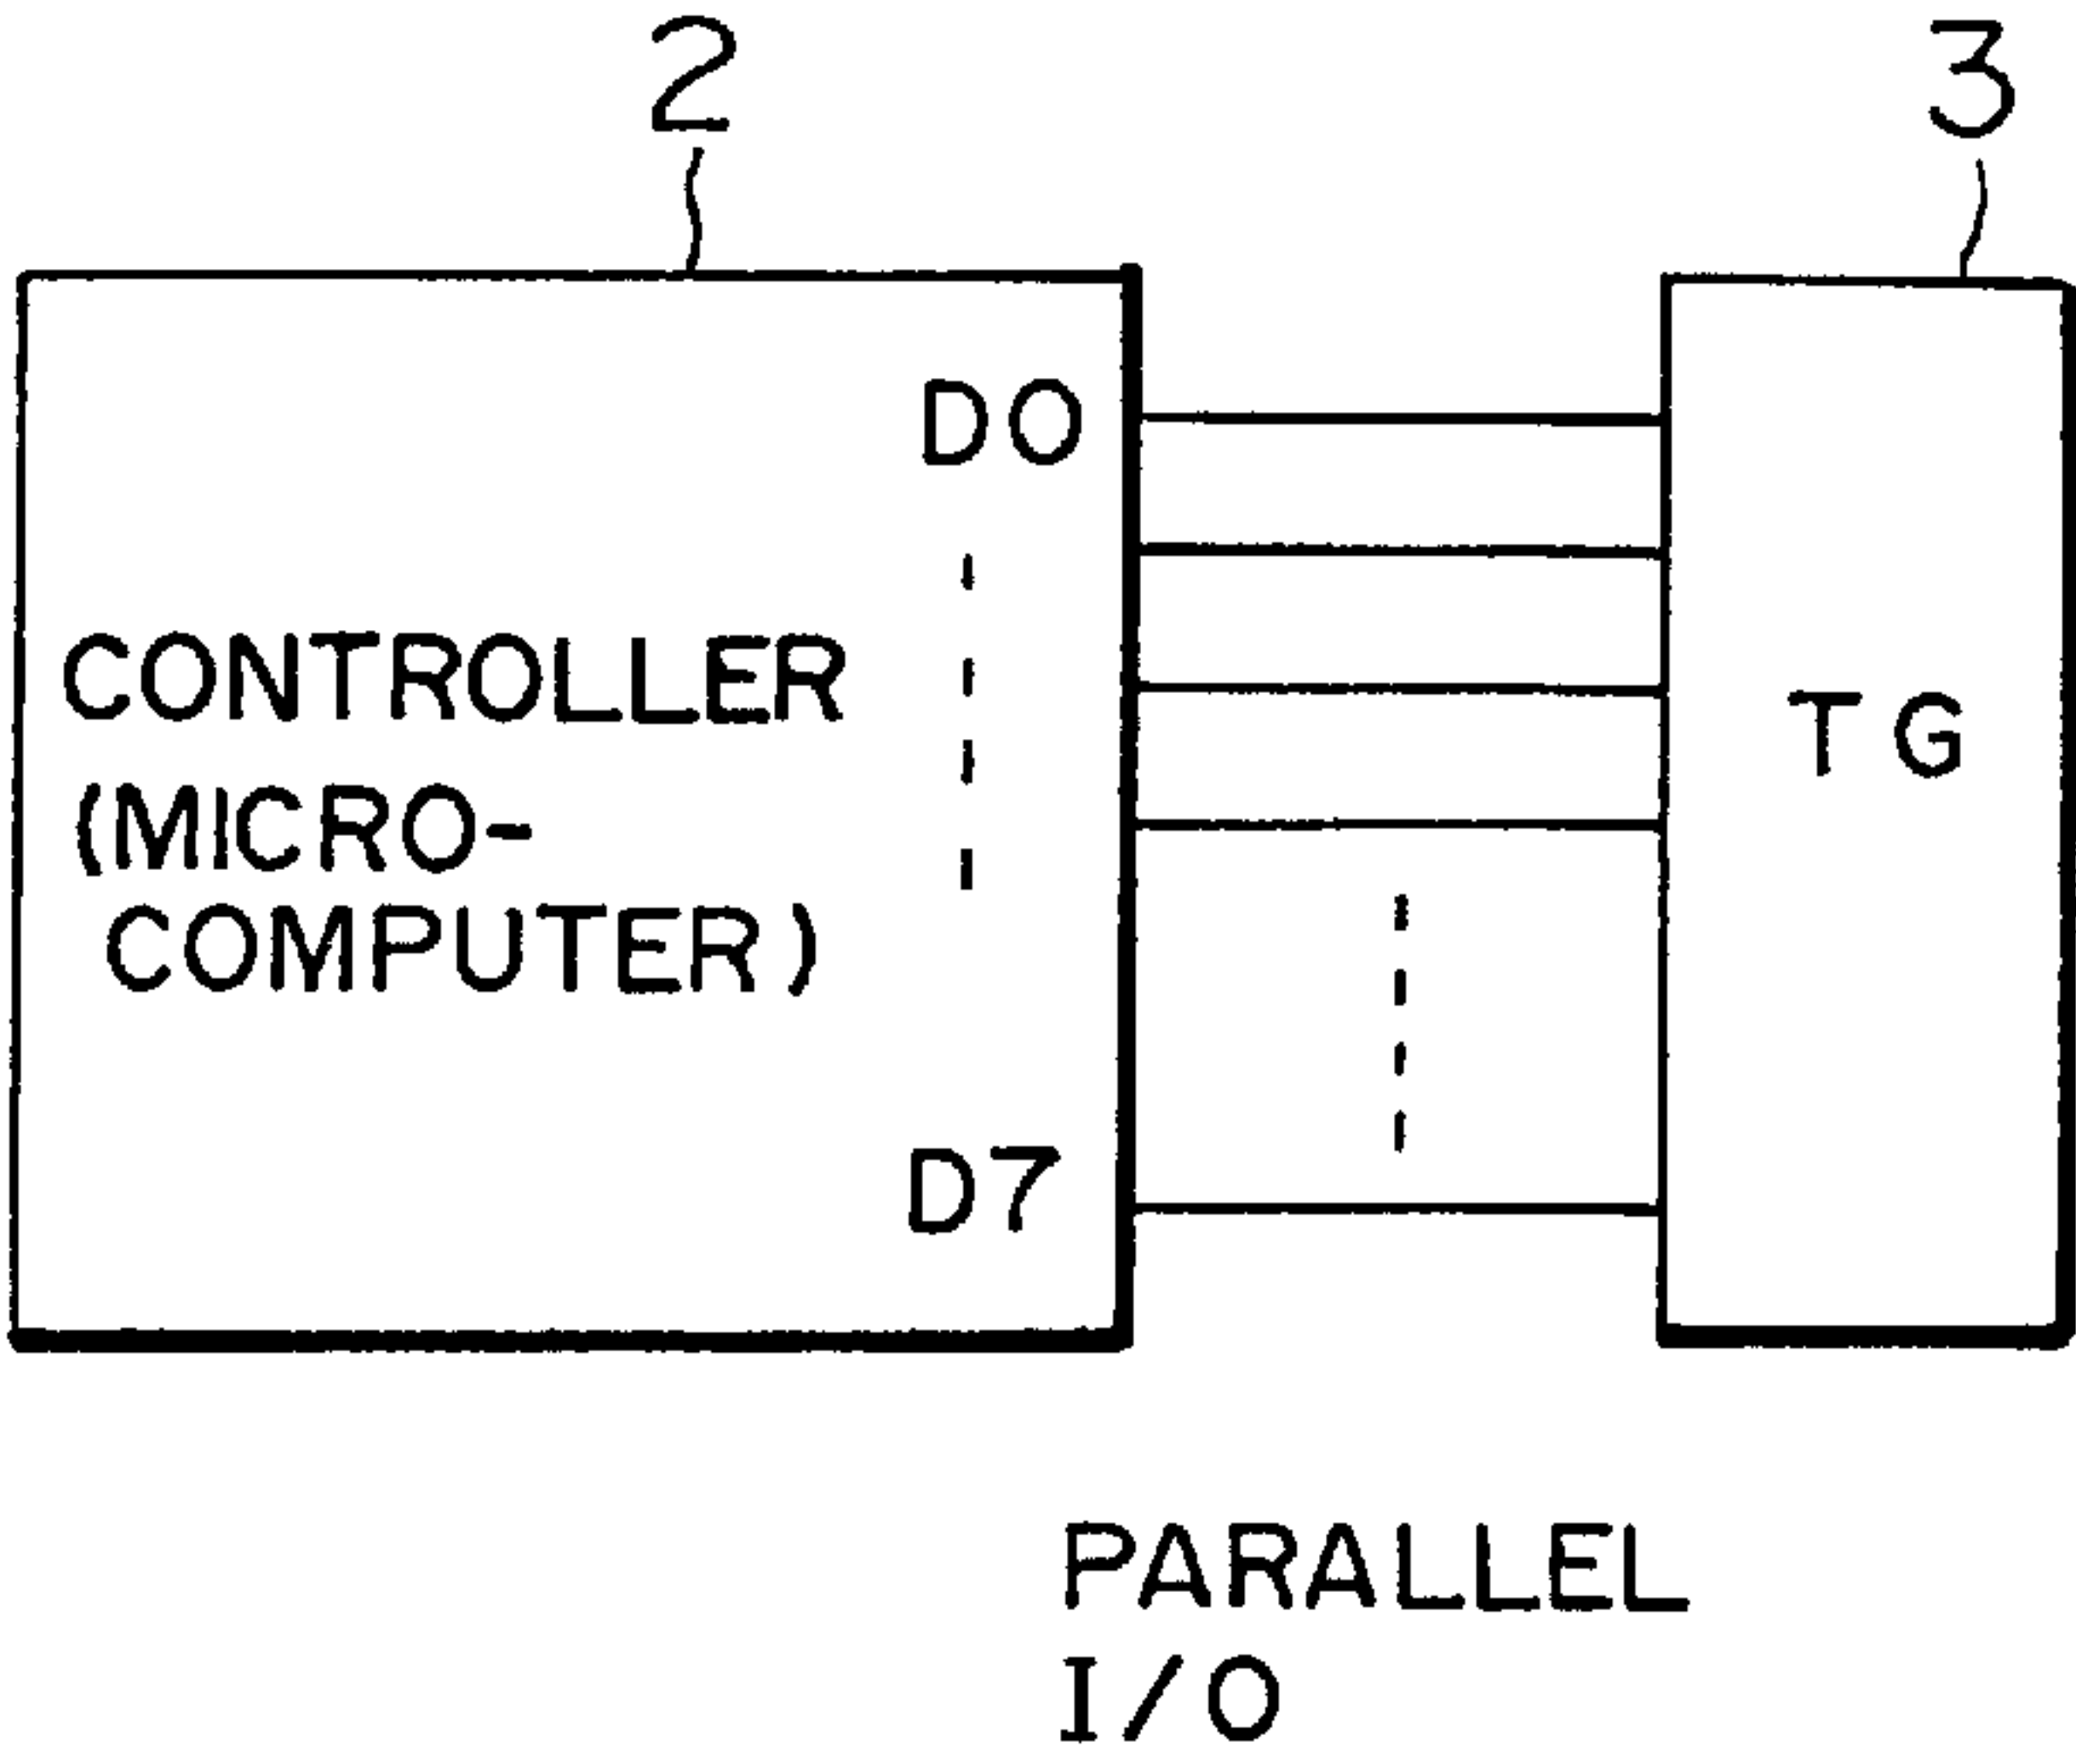 2
3
D0
CONTROLLER
(MICRO-
COMPUTER)
TG
D7
PARALLEL
I/O